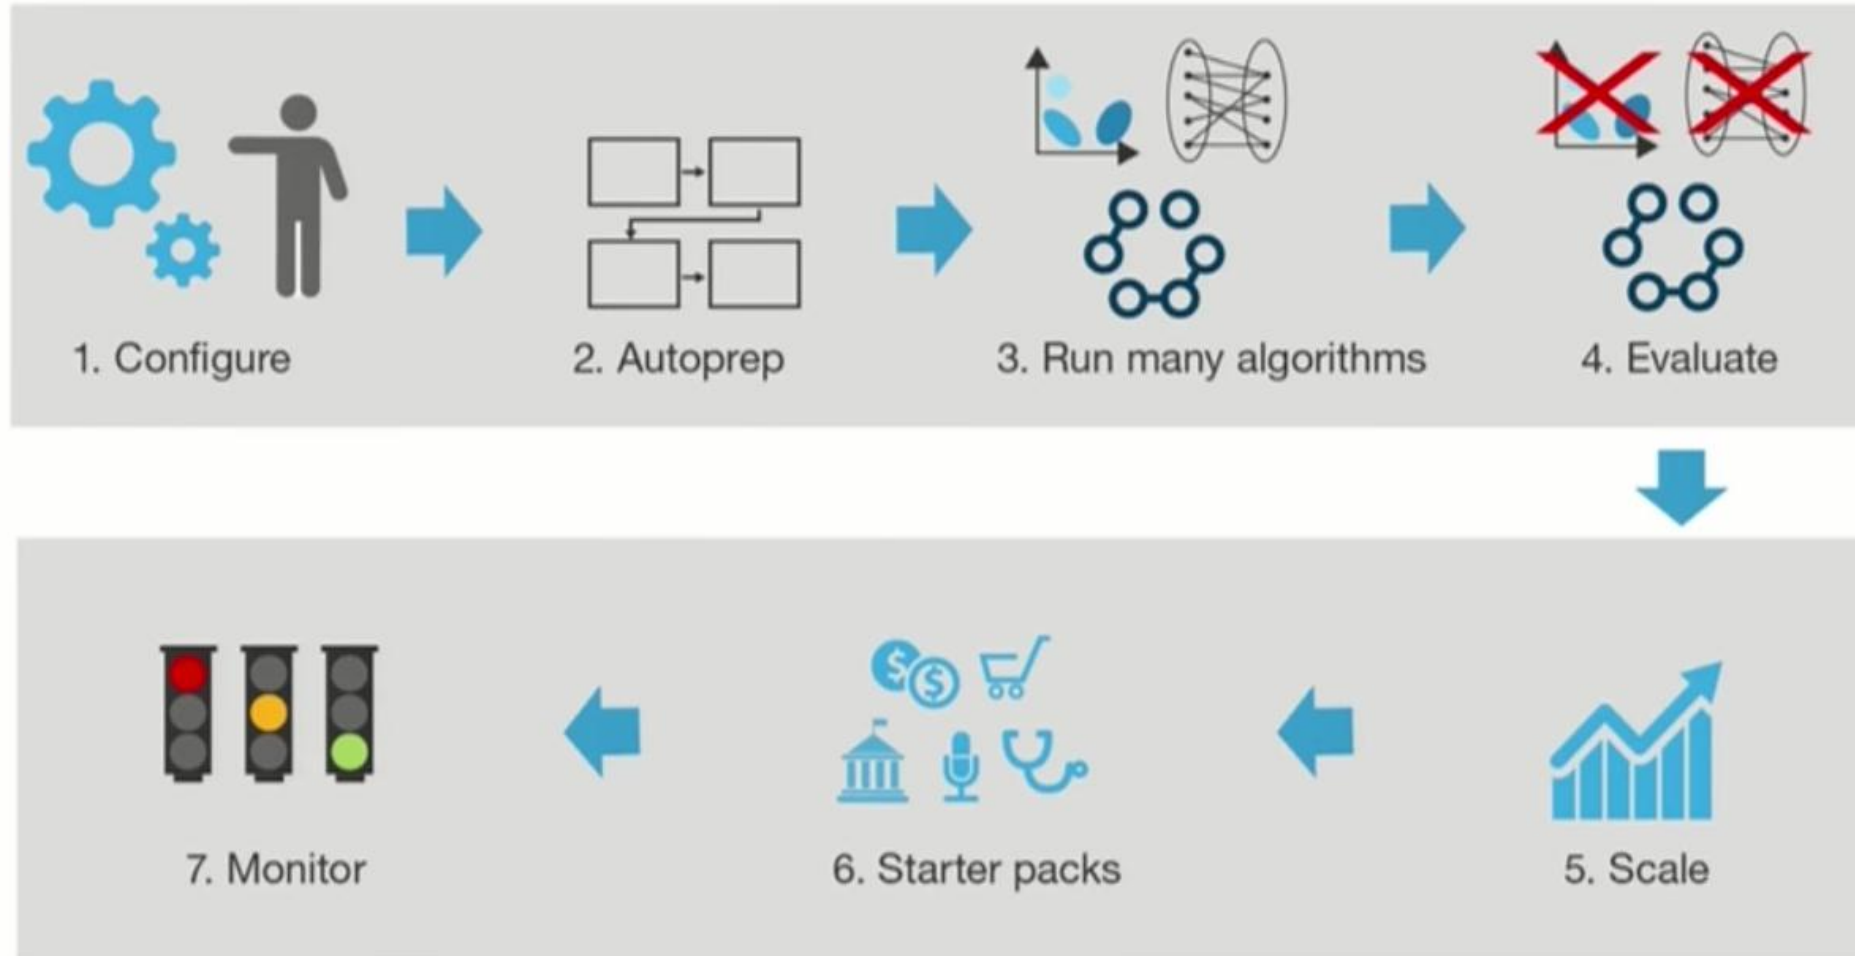 1. Configure
2. Autoprep
3. Run many algorithms
4. Evaluate
5. Scale
6. Starter packs
7. Monitor